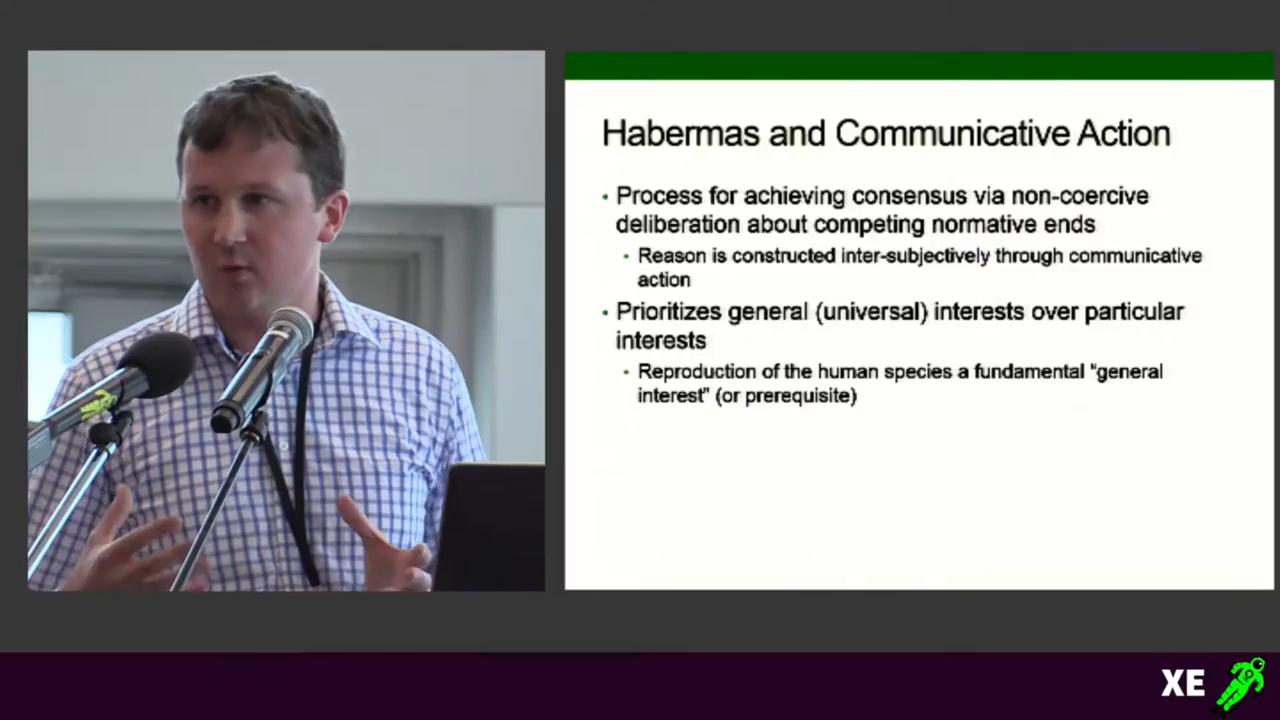 Habermas and Communicative Action
• Process for achieving consensus via non-coercive
deliberation about competing normative ends
• Reason is constructed inter-subjectively through communicative
action
• Prioritizes general (universal) interests over particular
interests
• Reproduction of the human species a fundamental "general
interest" (or prerequisite)
XE